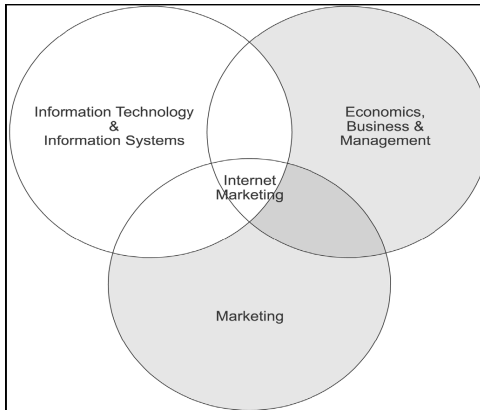 Information Technology
&
Information Systems
Economics,
Business &
Management
Internet
Marketing
Marketing